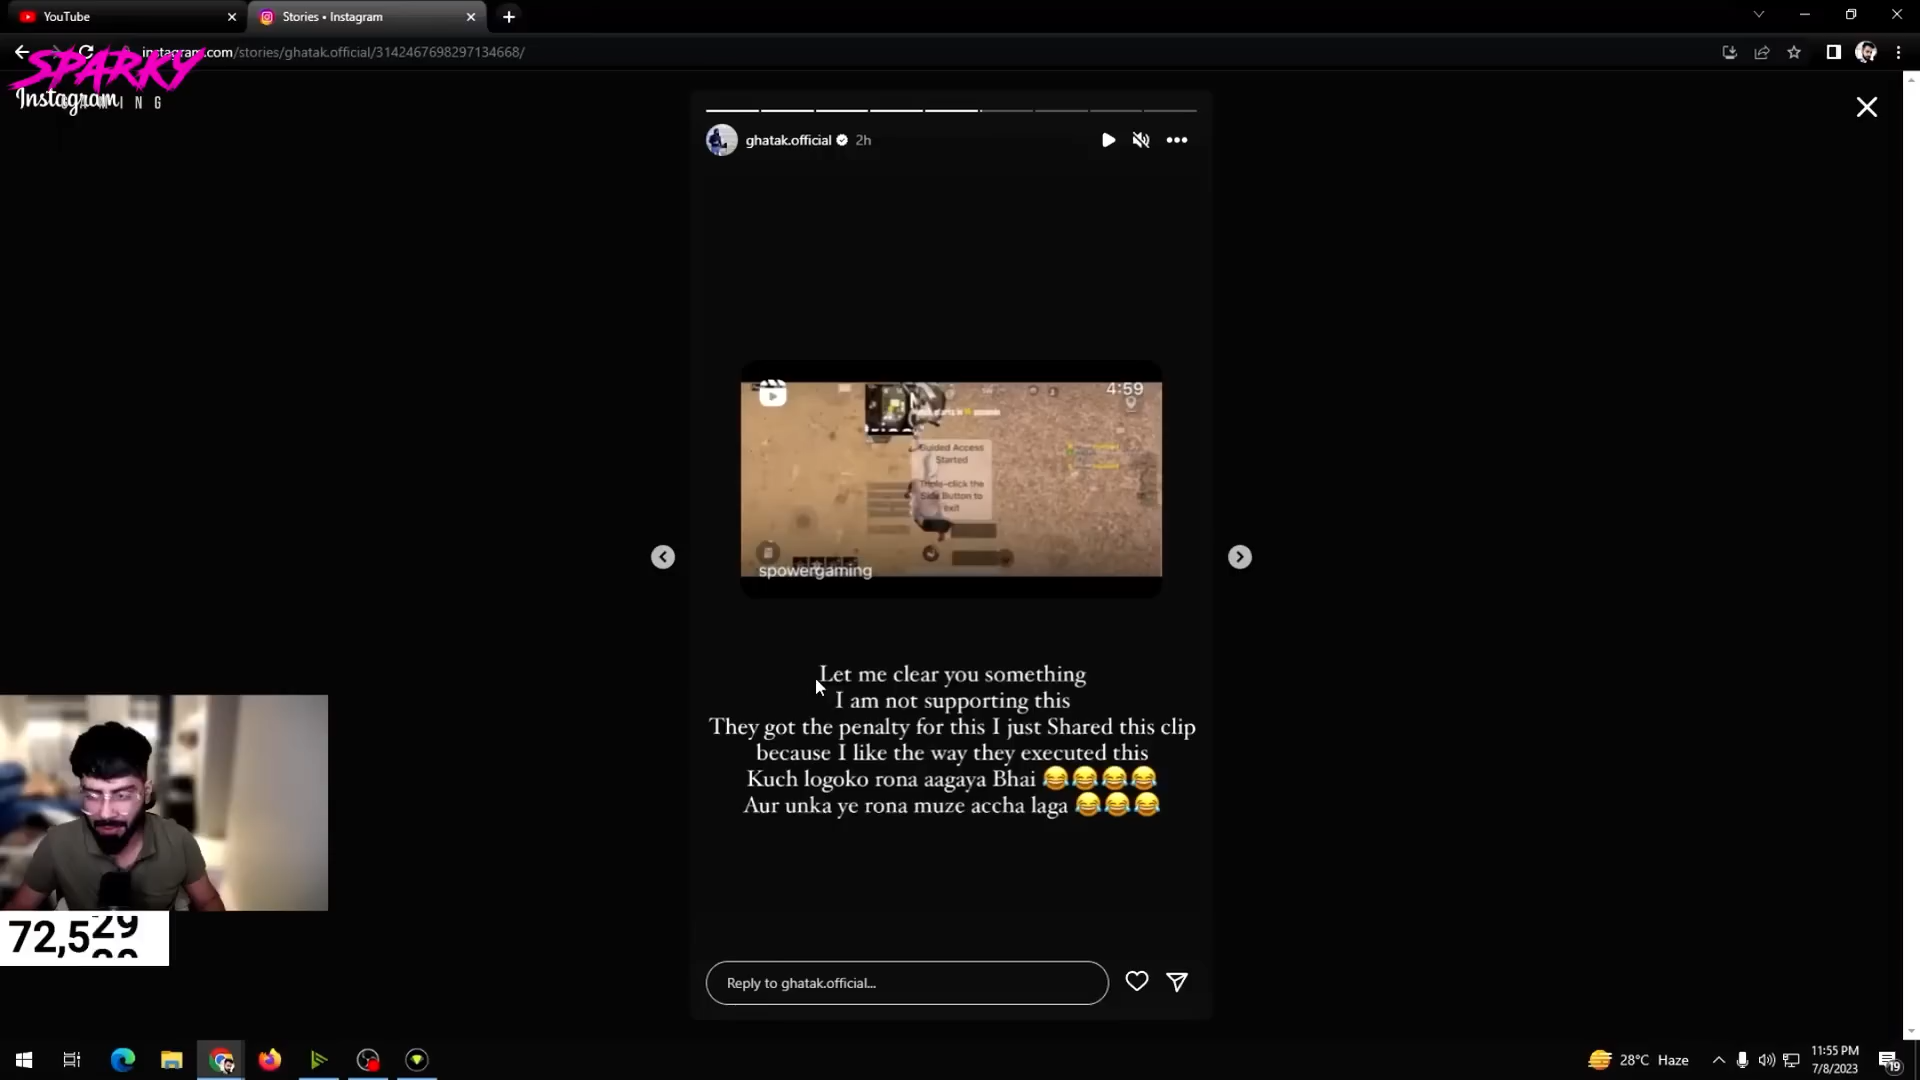 YouTube
Stories • Instagram
instagram.com/stories/ghatak.official/3142467698297134668/
SPARKY
GAMING
Instagram
ghatak.official 2h
4:59
Guided Access
Started
Triple-click the
Side Button to
exit
spowergaming
Let me clear you something
I am not supporting this
They got the penalty for this I just Shared this clip
because I like the way they executed this
Kuch logoko rona aagaya Bhai 😂😂😂😂
Aur unka ye rona muze accha laga 😂😂😂
72,529
Reply to ghatak.official...
28°C Haze
11:55 PM
7/8/2023
19